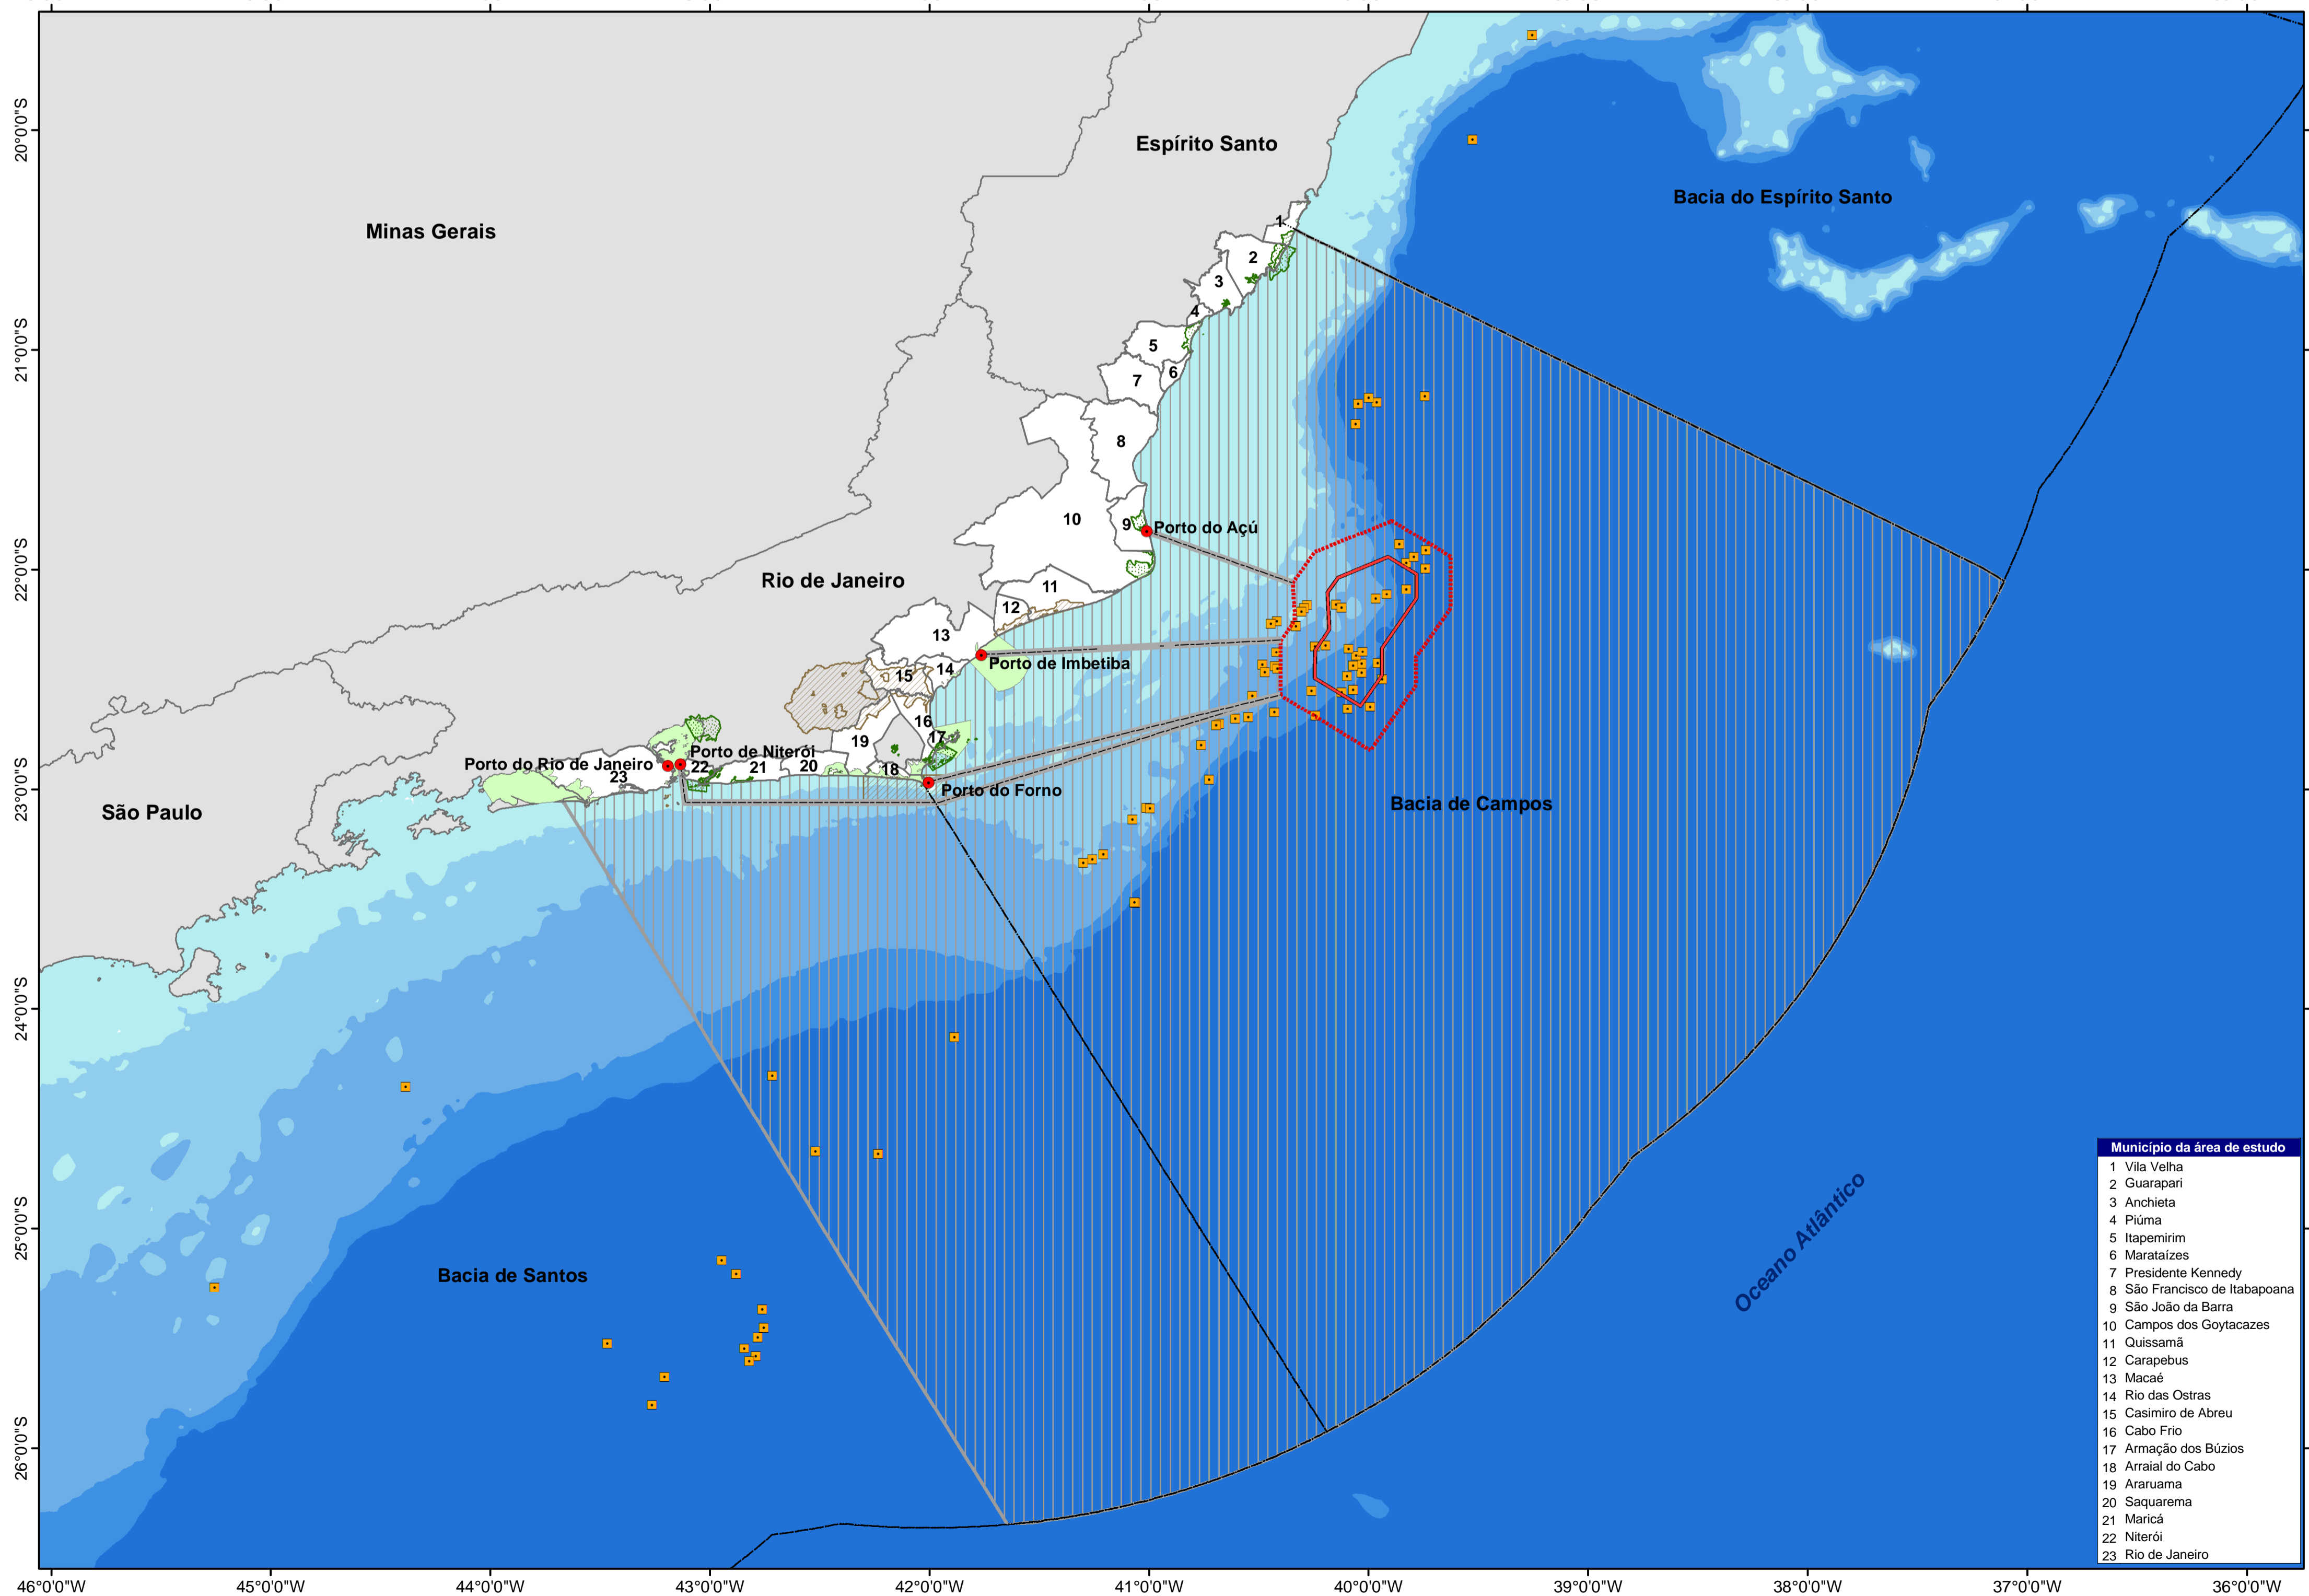 Espírito Santo
Bacia do Espírito Santo
Minas Gerais
1
2
3
4
5
6
7
8
9
10
Porto do Açú
Rio de Janeiro
11
12
13
Porto de Imbetiba
14
15
16
17
18
19
20
21
22
23
Porto de Niterói
Porto do Rio de Janeiro
Porto do Forno
São Paulo
Bacia de Campos
Bacia de Santos
Oceano Atlântico
20°0'0"S
21°0'0"S
22°0'0"S
23°0'0"S
24°0'0"S
25°0'0"S
26°0'0"S
46°0'0"W
45°0'0"W
44°0'0"W
43°0'0"W
42°0'0"W
41°0'0"W
40°0'0"W
39°0'0"W
38°0'0"W
37°0'0"W
36°0'0"W
Município da área de estudo
1 Vila Velha
2 Guarapari
3 Anchieta
4 Piúma
5 Itapemirim
6 Marataízes
7 Presidente Kennedy
8 São Francisco de Itabapoana
9 São João da Barra
10 Campos dos Goytacazes
11 Quissamã
12 Carapebus
13 Macaé
14 Rio das Ostras
15 Casimiro de Abreu
16 Cabo Frio
17 Armação dos Búzios
18 Arraial do Cabo
19 Araruama
20 Saquarema
21 Maricá
22 Niterói
23 Rio de Janeiro